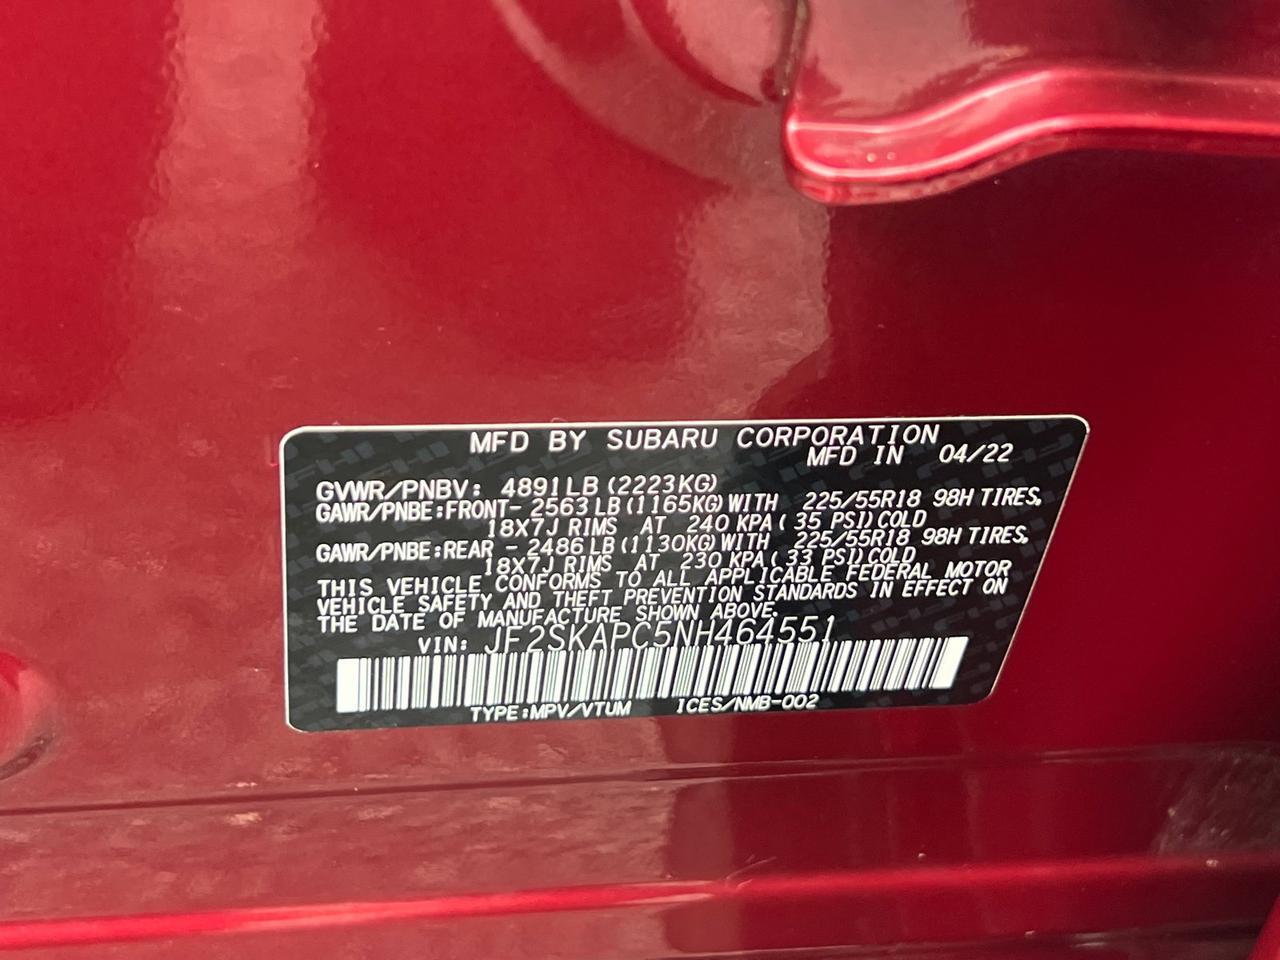 MFD BY SUBARU CORPORATION
MFD IN 04/22
GVWR/PNBV: 4891LB (2223KG)
GAWR/PNBE:FRONT- 2563LB (1165KG) WITH 225/55R18 98H TIRES,
18X7J RIMS AT 240 KPA( 35 PSI) COLD
GAWR/PNBE:REAR - 2486LB (1130KG) WITH 225/55R18 98H TIRES,
18X7J RIMS AT 230 KPA( 33 PSI) COLD
THIS VEHICLE CONFORMS TO ALL APPLICABLE FEDERAL MOTOR
VEHICLE SAFETY AND THEFT PREVENTION STANDARDS IN EFFECT ON
THE DATE OF MANUFACTURE SHOWN ABOVE.
VIN: JF2SKAPC5NH464551
TYPE:MPV/VTUM ICES/NMB-002